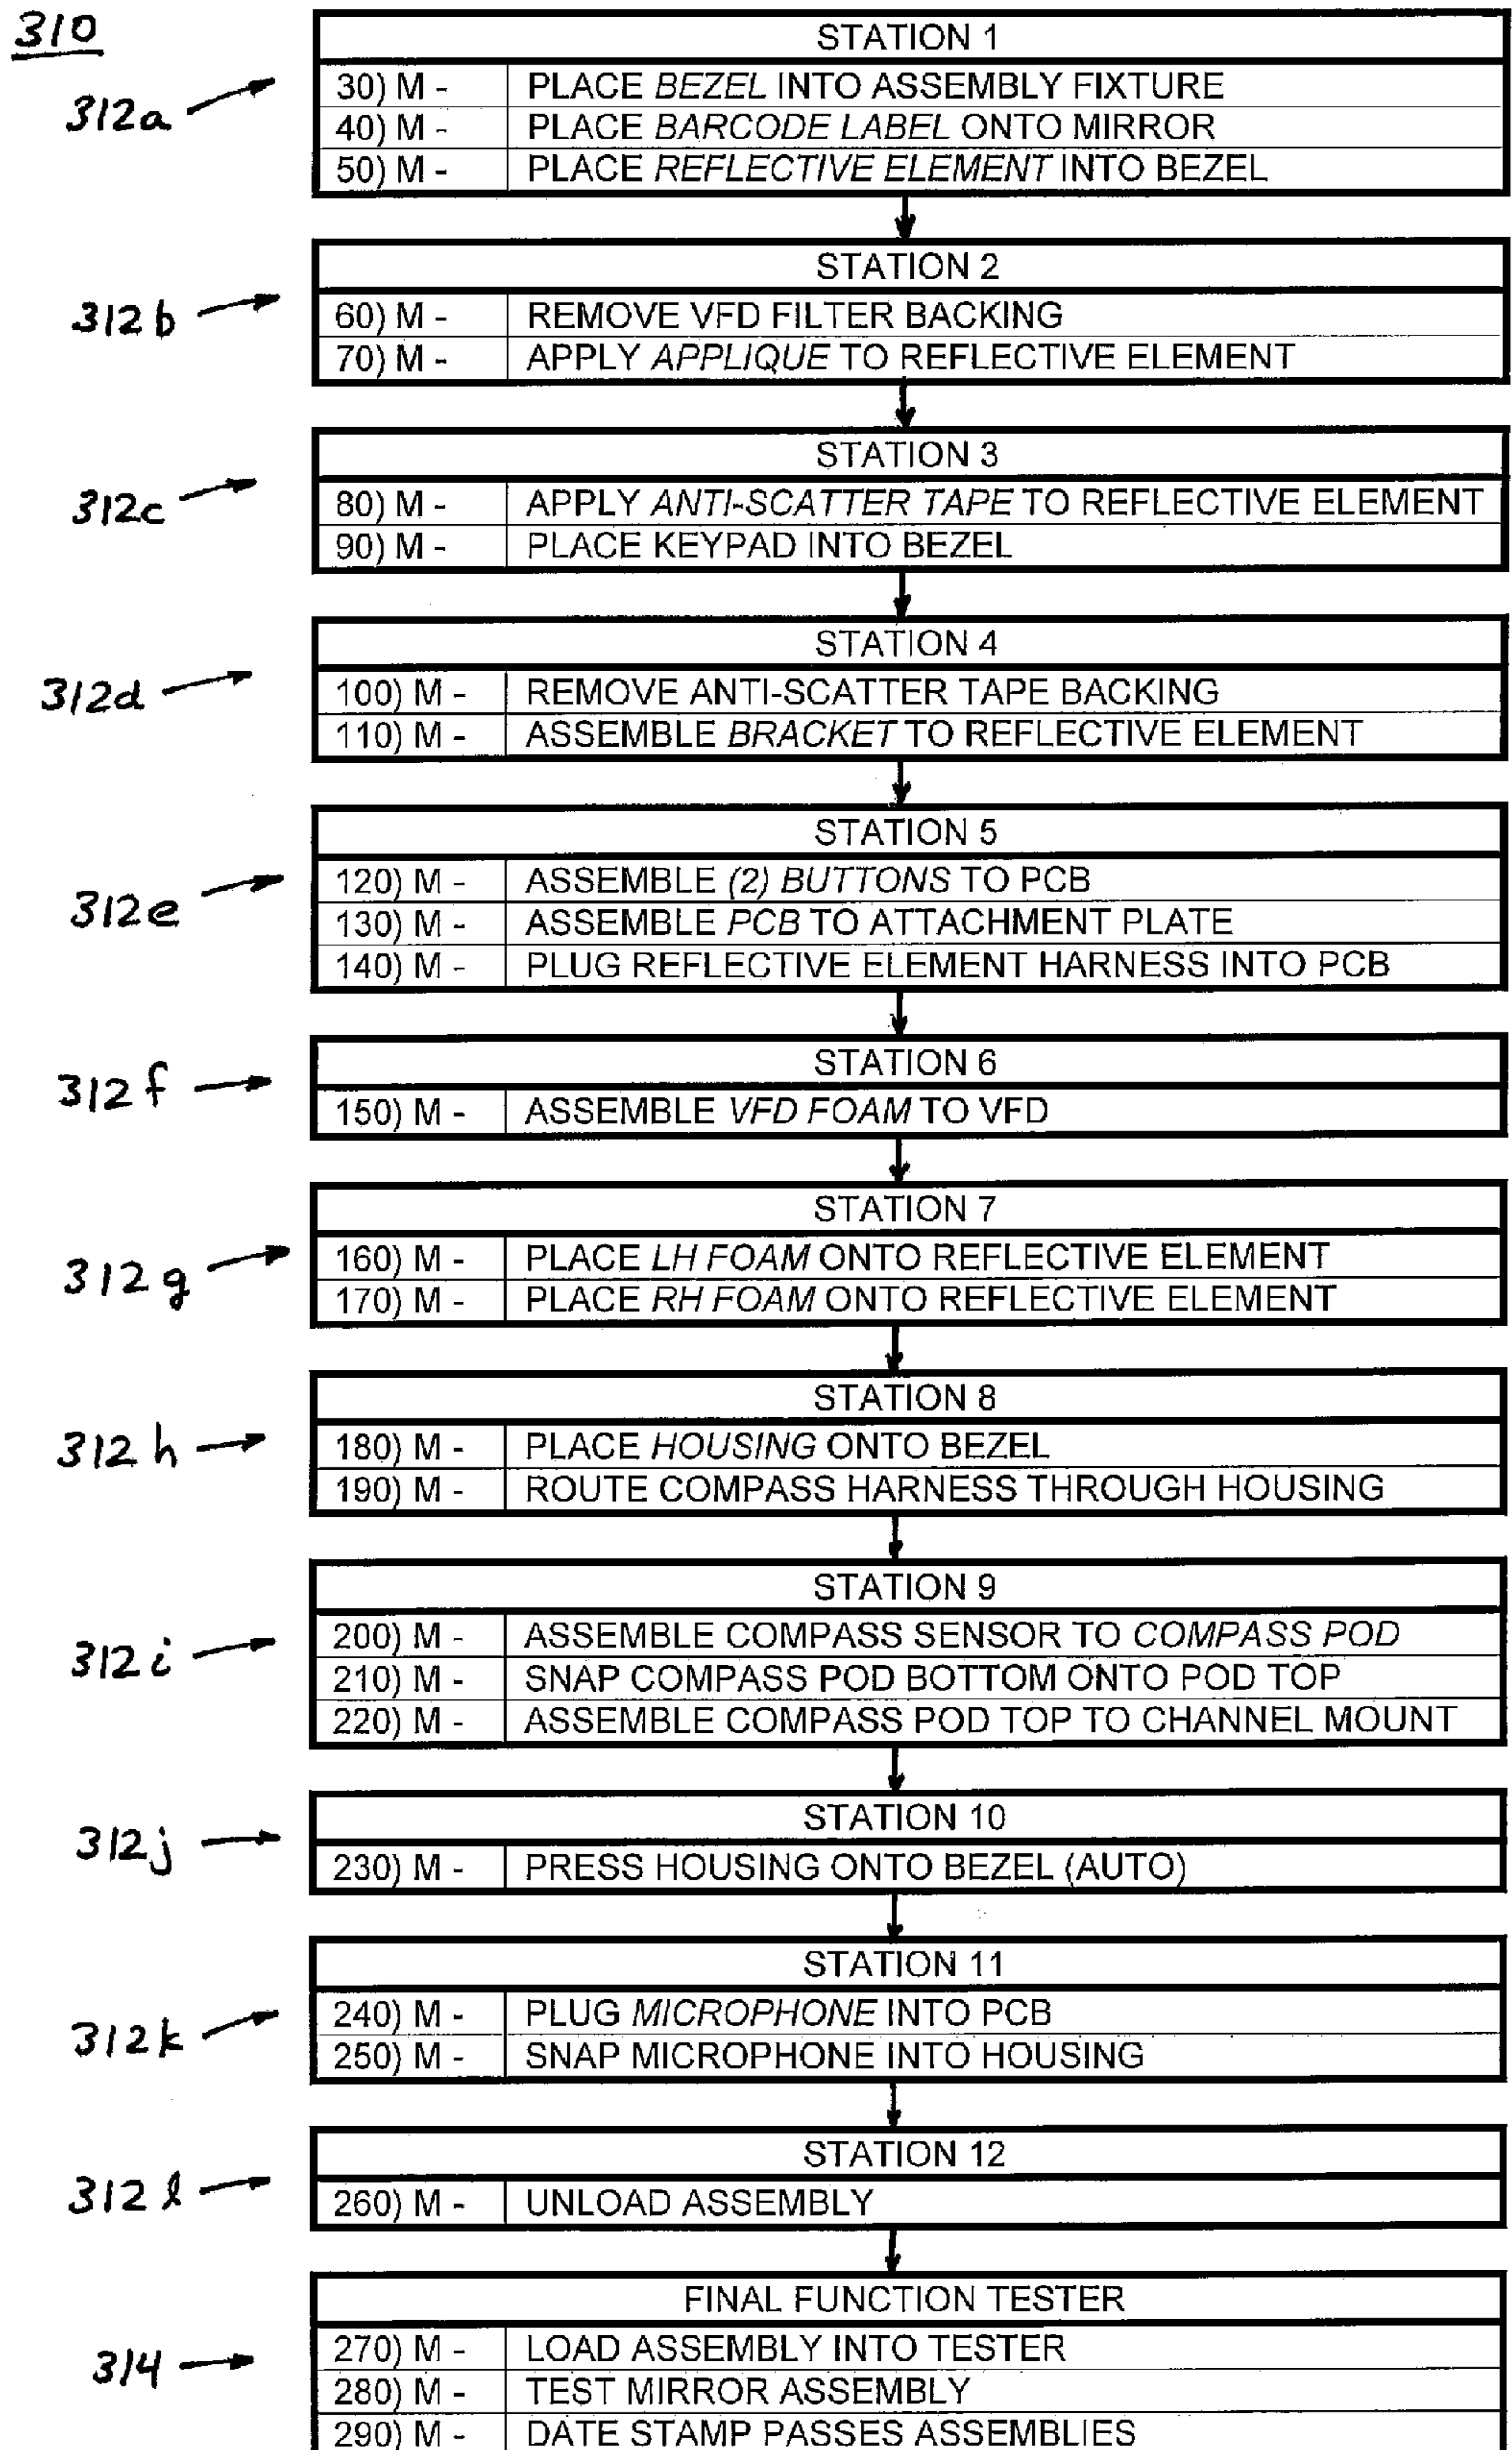 310
STATION 1
312a
30) M - PLACE BEZEL INTO ASSEMBLY FIXTURE
40) M - PLACE BARCODE LABEL ONTO MIRROR
50) M - PLACE REFLECTIVE ELEMENT INTO BEZEL
STATION 2
312b
60) M - REMOVE VFD FILTER BACKING
70) M - APPLY APPLIQUE TO REFLECTIVE ELEMENT
STATION 3
312c
80) M - APPLY ANTI-SCATTER TAPE TO REFLECTIVE ELEMENT
90) M - PLACE KEYPAD INTO BEZEL
STATION 4
312d
100) M - REMOVE ANTI-SCATTER TAPE BACKING
110) M - ASSEMBLE BRACKET TO REFLECTIVE ELEMENT
STATION 5
312e
120) M - ASSEMBLE (2) BUTTONS TO PCB
130) M - ASSEMBLE PCB TO ATTACHMENT PLATE
140) M - PLUG REFLECTIVE ELEMENT HARNESS INTO PCB
STATION 6
312f
150) M - ASSEMBLE VFD FOAM TO VFD
STATION 7
312g
160) M - PLACE LH FOAM ONTO REFLECTIVE ELEMENT
170) M - PLACE RH FOAM ONTO REFLECTIVE ELEMENT
STATION 8
312h
180) M - PLACE HOUSING ONTO BEZEL
190) M - ROUTE COMPASS HARNESS THROUGH HOUSING
STATION 9
312i
200) M - ASSEMBLE COMPASS SENSOR TO COMPASS POD
210) M - SNAP COMPASS POD BOTTOM ONTO POD TOP
220) M - ASSEMBLE COMPASS POD TOP TO CHANNEL MOUNT
STATION 10
312j
230) M - PRESS HOUSING ONTO BEZEL (AUTO)
STATION 11
312k
240) M - PLUG MICROPHONE INTO PCB
250) M - SNAP MICROPHONE INTO HOUSING
STATION 12
312l
260) M - UNLOAD ASSEMBLY
FINAL FUNCTION TESTER
314
270) M - LOAD ASSEMBLY INTO TESTER
280) M - TEST MIRROR ASSEMBLY
290) M - DATE STAMP PASSES ASSEMBLIES